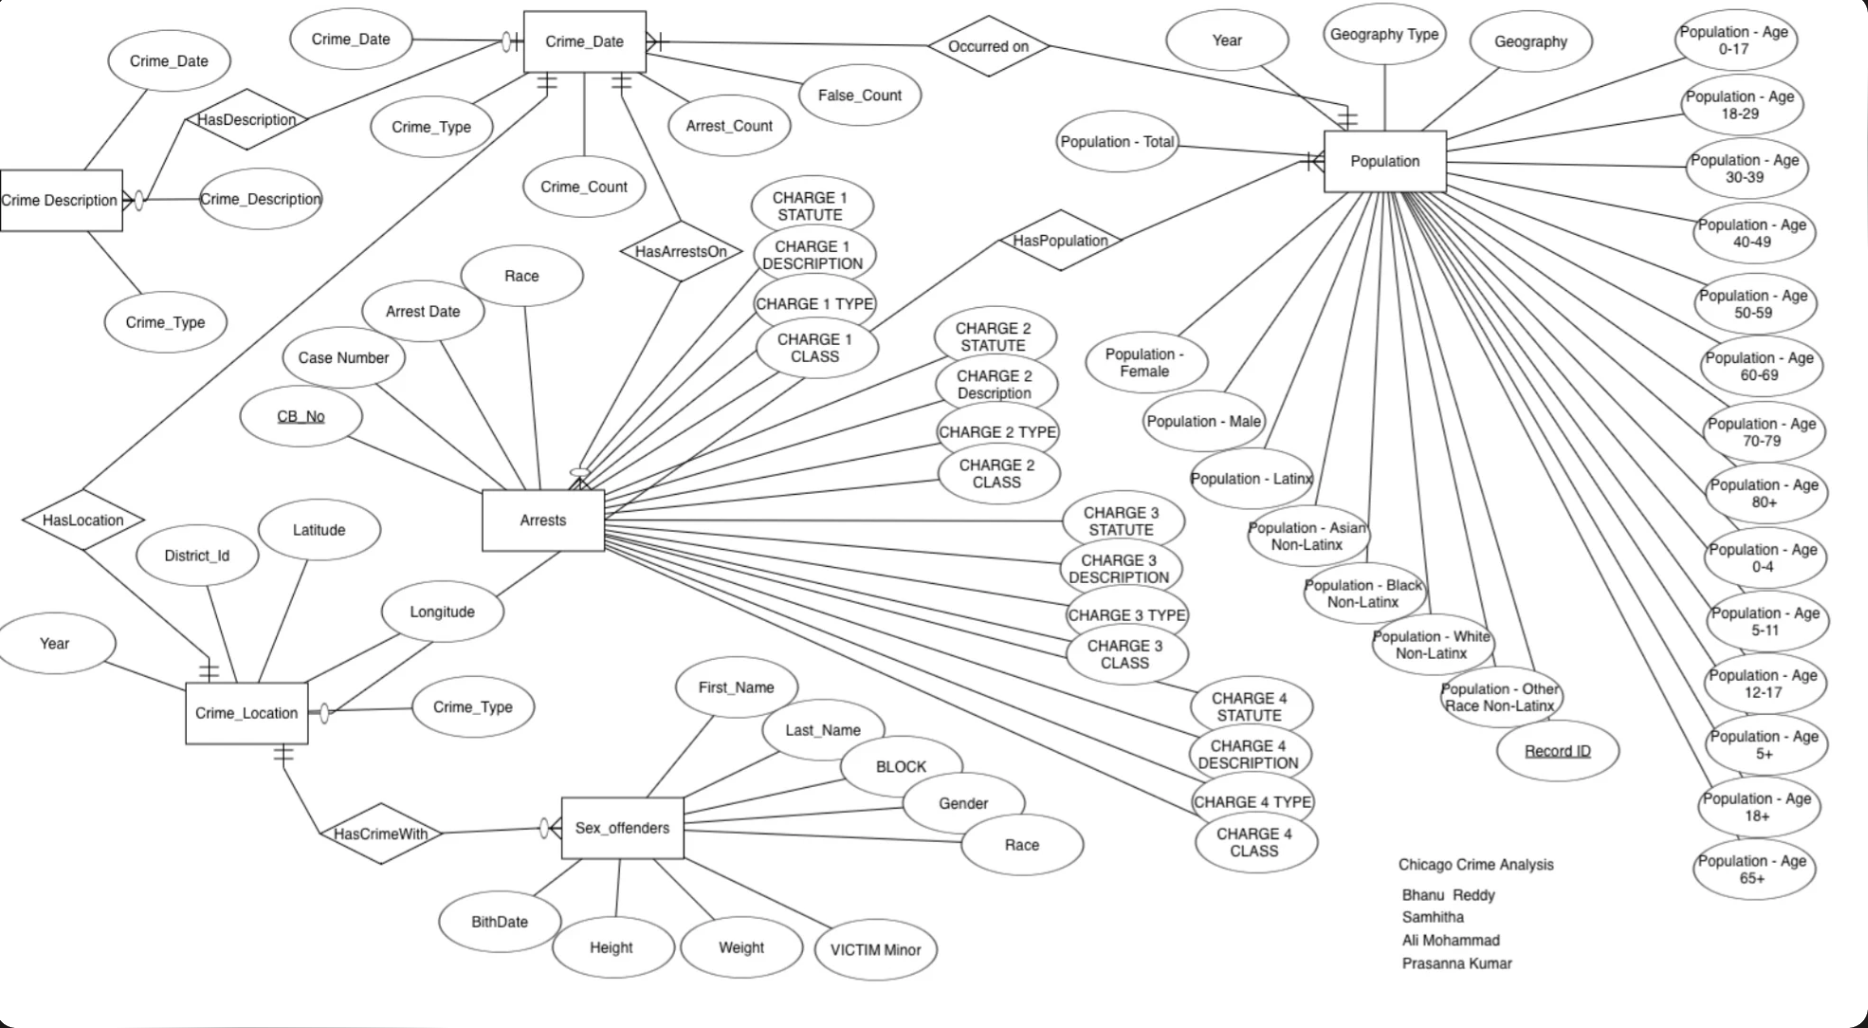 Crime_Date
Crime_Date
Crime_Date
Occurred on
Year
Geography Type
Geography
Population - Age
0-17
HasDescription
Crime_Type
Arrest_Count
False_Count
Population - Total
Population
Population - Age
18-29
Population - Age
30-39
Crime Description
Crime_Description
Crime_Count
Crime_Type
HasArrestsOn
HasPopulation
Population - Age
40-49
CHARGE 1
STATUTE
CHARGE 1
DESCRIPTION
CHARGE 1 TYPE
CHARGE 1
CLASS
Race
Arrest Date
Case Number
CB_No
CHARGE 2
STATUTE
CHARGE 2
Description
CHARGE 2 TYPE
CHARGE 2
CLASS
Population - Age
50-59
Population - Age
60-69
Population - Age
70-79
Population - Age
80+
Population - Age
0-4
Population - Age
5-11
Population - Age
12-17
Population - Age
5+
Population - Age
18+
Population - Age
65+
Population -
Female
Population - Male
Population - Latinx
Population - Asian
Non-Latinx
Population - Black
Non-Latinx
Population - White
Non-Latinx
Population - Other
Race Non-Latinx
Record ID
HasLocation
District_Id
Latitude
Arrests
Longitude
Year
Crime_Location
Crime_Type
CHARGE 3
STATUTE
CHARGE 3
DESCRIPTION
CHARGE 3 TYPE
CHARGE 3
CLASS
CHARGE 4
STATUTE
CHARGE 4
DESCRIPTION
CHARGE 4 TYPE
CHARGE 4
CLASS
First_Name
Last_Name
BLOCK
Gender
Race
HasCrimeWith
Sex_offenders
BithDate
Height
Weight
VICTIM Minor
Chicago Crime Analysis
Bhanu Reddy
Samhitha
Ali Mohammad
Prasanna Kumar